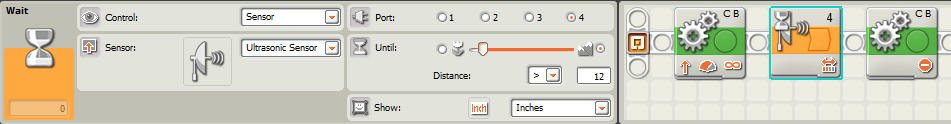 Wait
Control: Sensor
Sensor: Ultrasonic Sensor
0
Port: 1 2 3 4
Until:
Distance: > 12
Show: Inch Inches
C B 4 C B